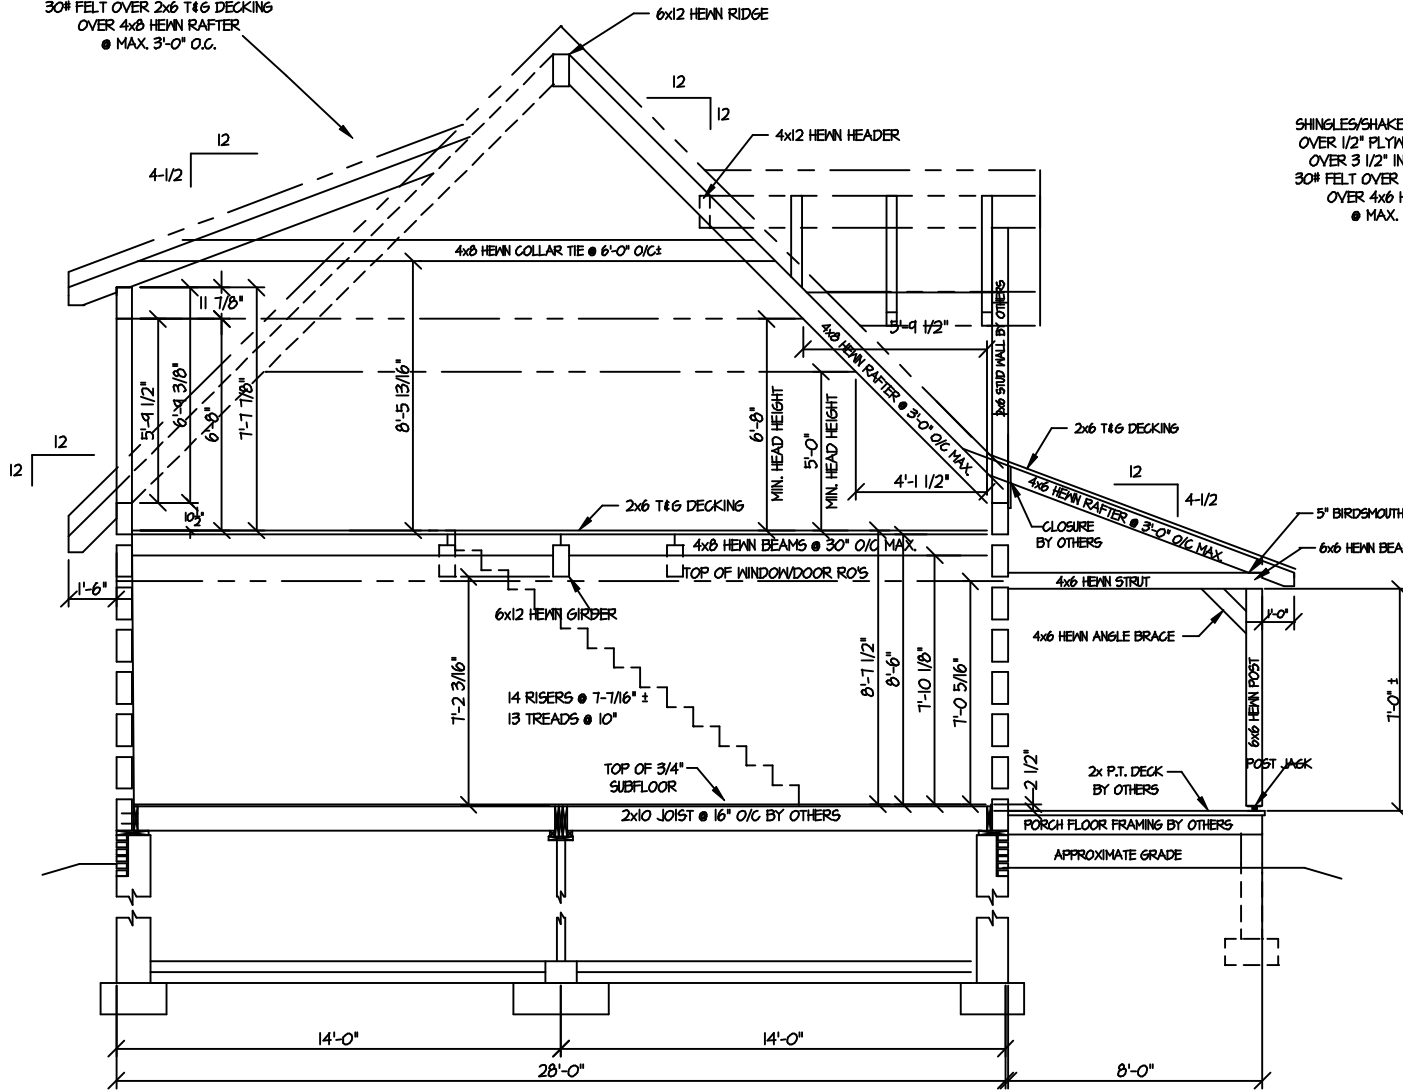 30# FELT OVER 2x6 T&G DECKING
OVER 4x8 HEWN RAFTER
@ MAX. 3'-0" O.C.
6x12 HEWN RIDGE
12
12
4x12 HEWN HEADER
12
4-1/2
SHINGLES/SHAKE
OVER 1/2" PLYW
OVER 3 1/2" IN
30# FELT OVER
OVER 4x6 H
@ MAX.
4x8 HEWN COLLAR TIE @ 6'-0" O/C±
11 7/8"
5'-9 1/2"
6'-9 3/8"
6'-8"
7'-7 7/8"
8'-5 13/16"
6'-8"
MIN. HEAD HEIGHT
5'-0"
MIN. HEAD HEIGHT
4x8 HEWN RAFTER @ 3'-0" O/C MAX.
5'-9 1/2"
4'-1 1/2"
2x6 STUD WALL BY OTHERS
12
12
10 1/2"
2x6 T&G DECKING
12
4-1/2
4x6 HEWN RAFTER @ 3'-0" O/C MAX
5" BIRDSMOUTH
6x6 HEWN BEA
CLOSURE
BY OTHERS
2x6 T&G DECKING
4x8 HEWN BEAMS @ 30" O/C MAX.
TOP OF WINDOW/DOOR RO'S
1'-6"
6x12 HEWN GIRDER
4x6 HEWN STRUT
4x6 HEWN ANGLE BRACE
1'-0"
6x6 HEWN POST
7'-0" ±
7'-2 3/16"
14 RISERS @ 7-7/16" ±
13 TREADS @ 10"
8'-7 1/2"
8'-6"
7'-10 1/8"
7'-0 5/16"
TOP OF 3/4"
SUBFLOOR
2 1/2"
2x P.T. DECK
BY OTHERS
POST JACK
2x10 JOIST @ 16" O/C BY OTHERS
PORCH FLOOR FRAMING BY OTHERS
APPROXIMATE GRADE
14'-0"
14'-0"
28'-0"
8'-0"